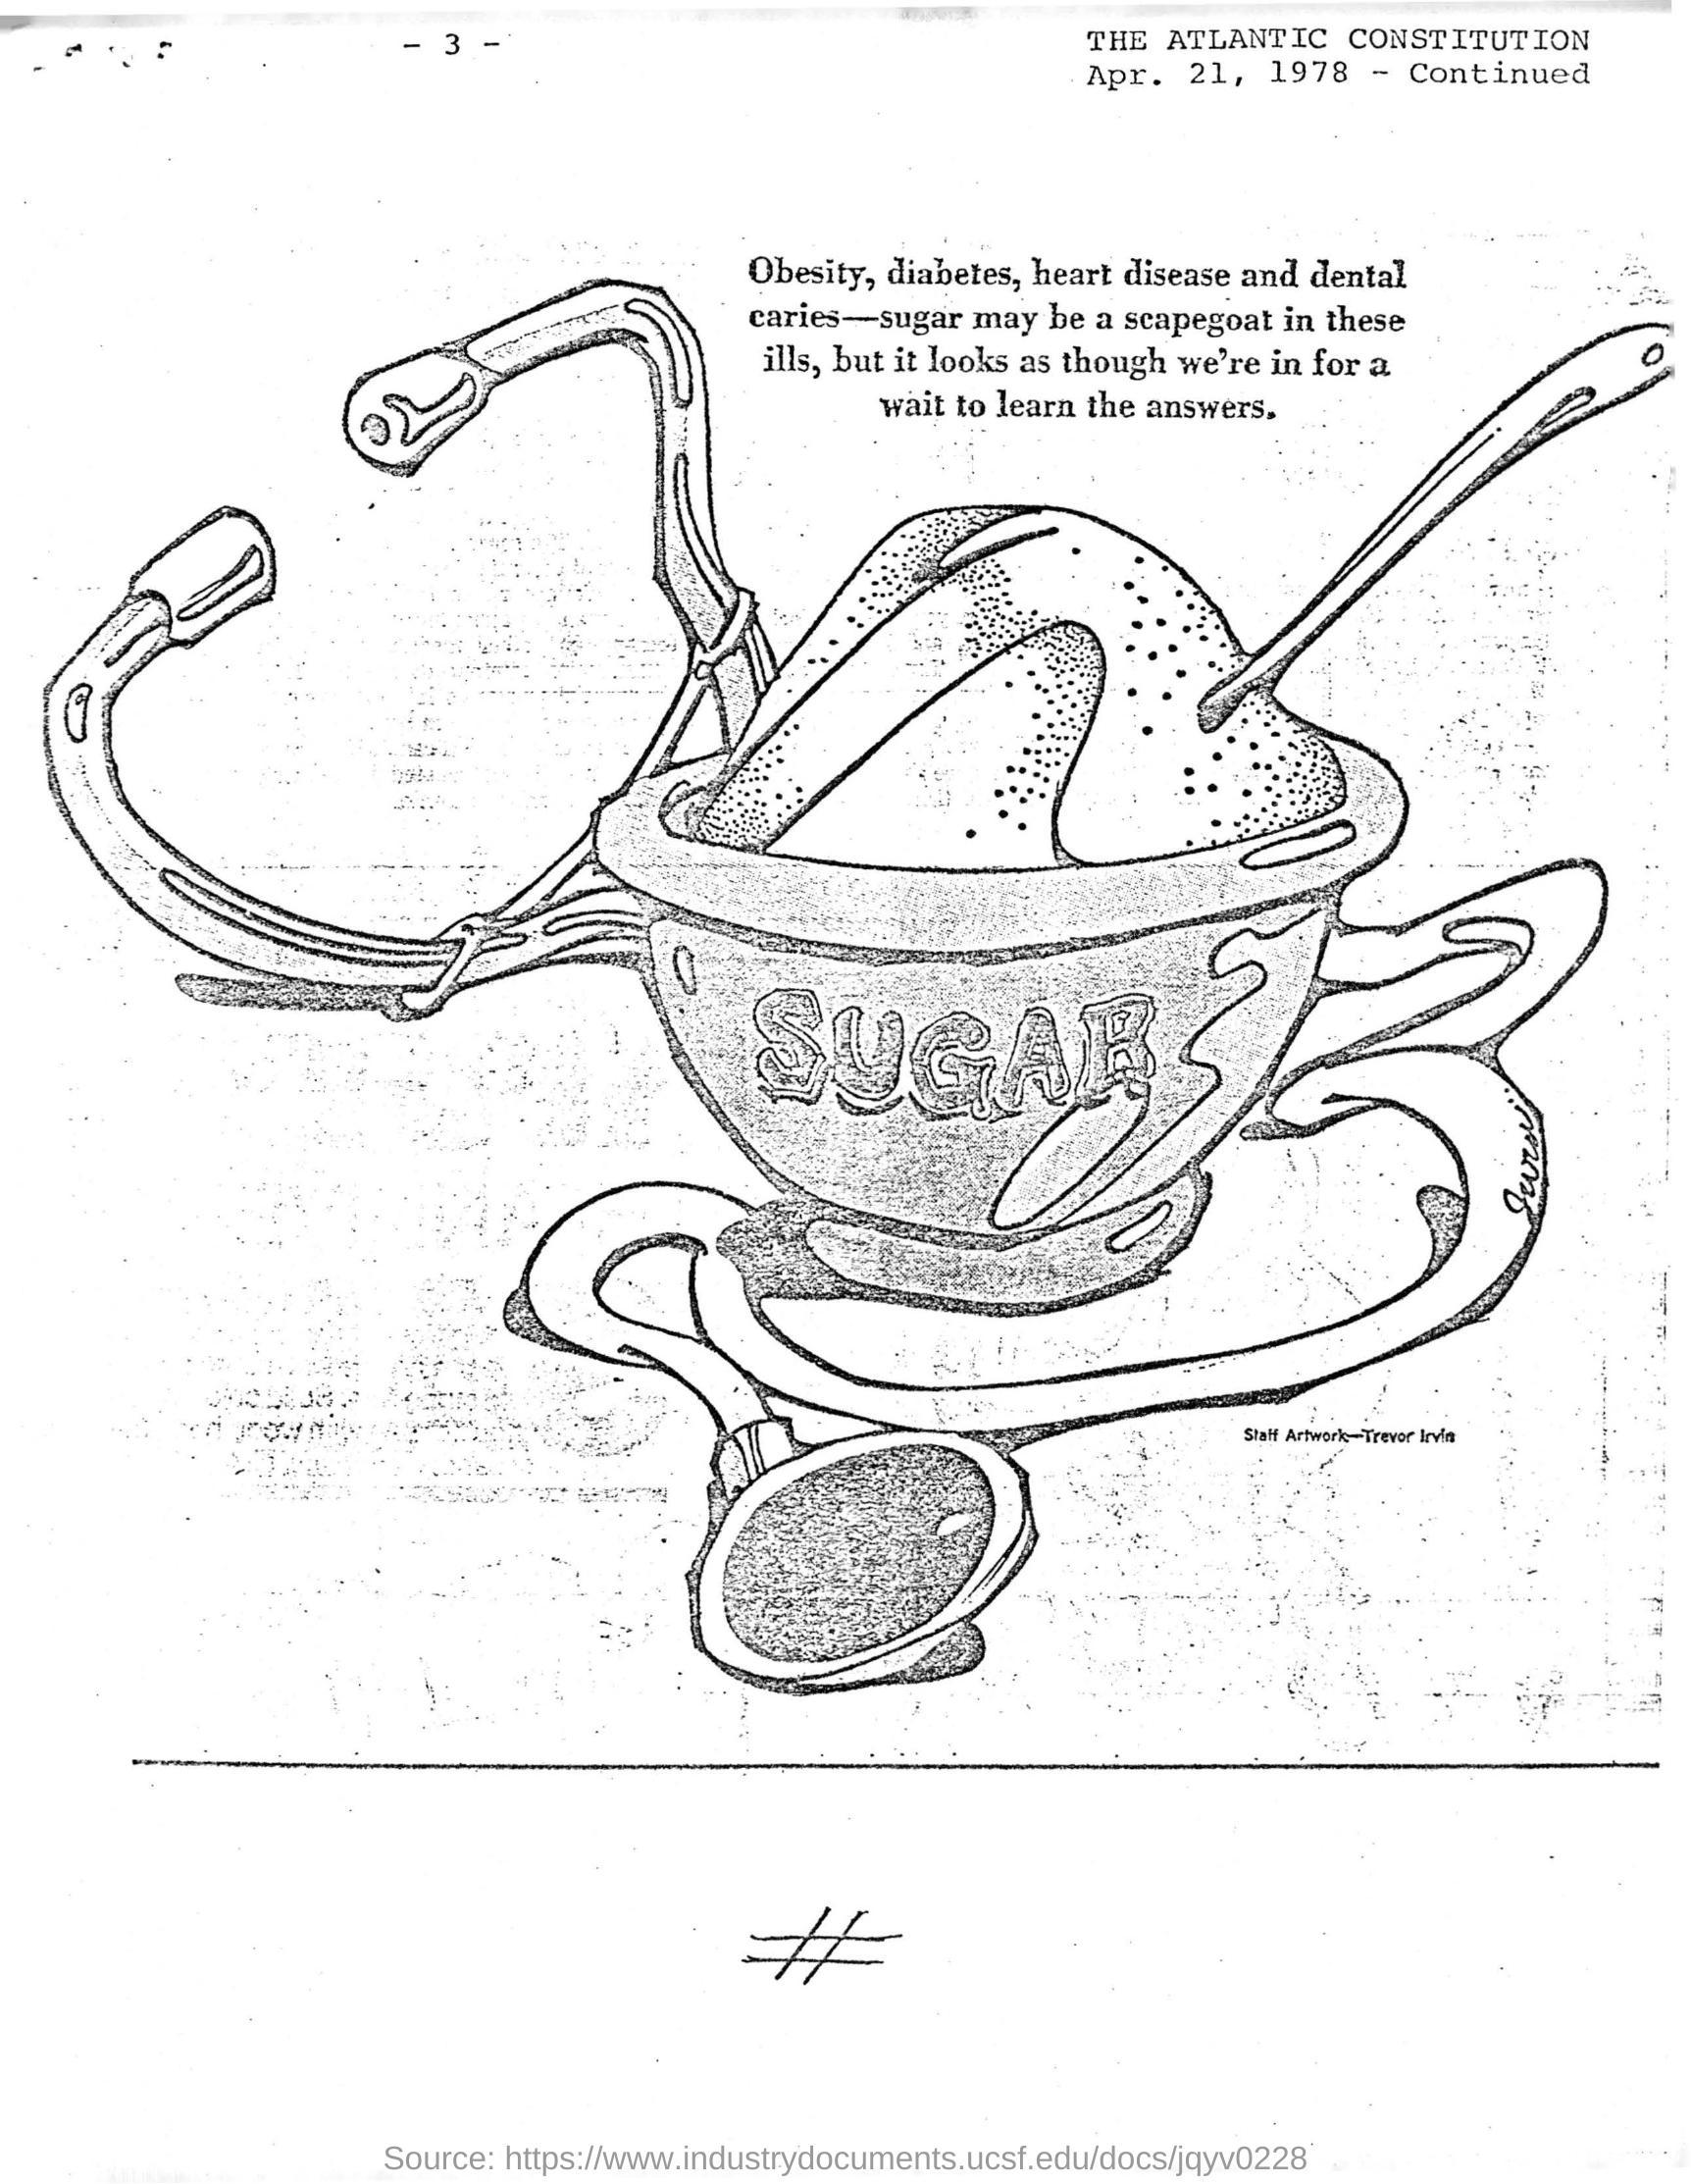 - 3 -
THE ATLANTIC CONSTITUTION
Apr. 21, 1978 - Continued
Obesity, diabetes, heart disease and dental
caries—sugar may be a scapegoat in these
ills, but it looks as though we're in for a
wait to learn the answers.
SUGAR
Irvin
Staff Artwork—Trevor Irvin
#
Source: https://www.industrydocuments.ucsf.edu/docs/jqyv0228